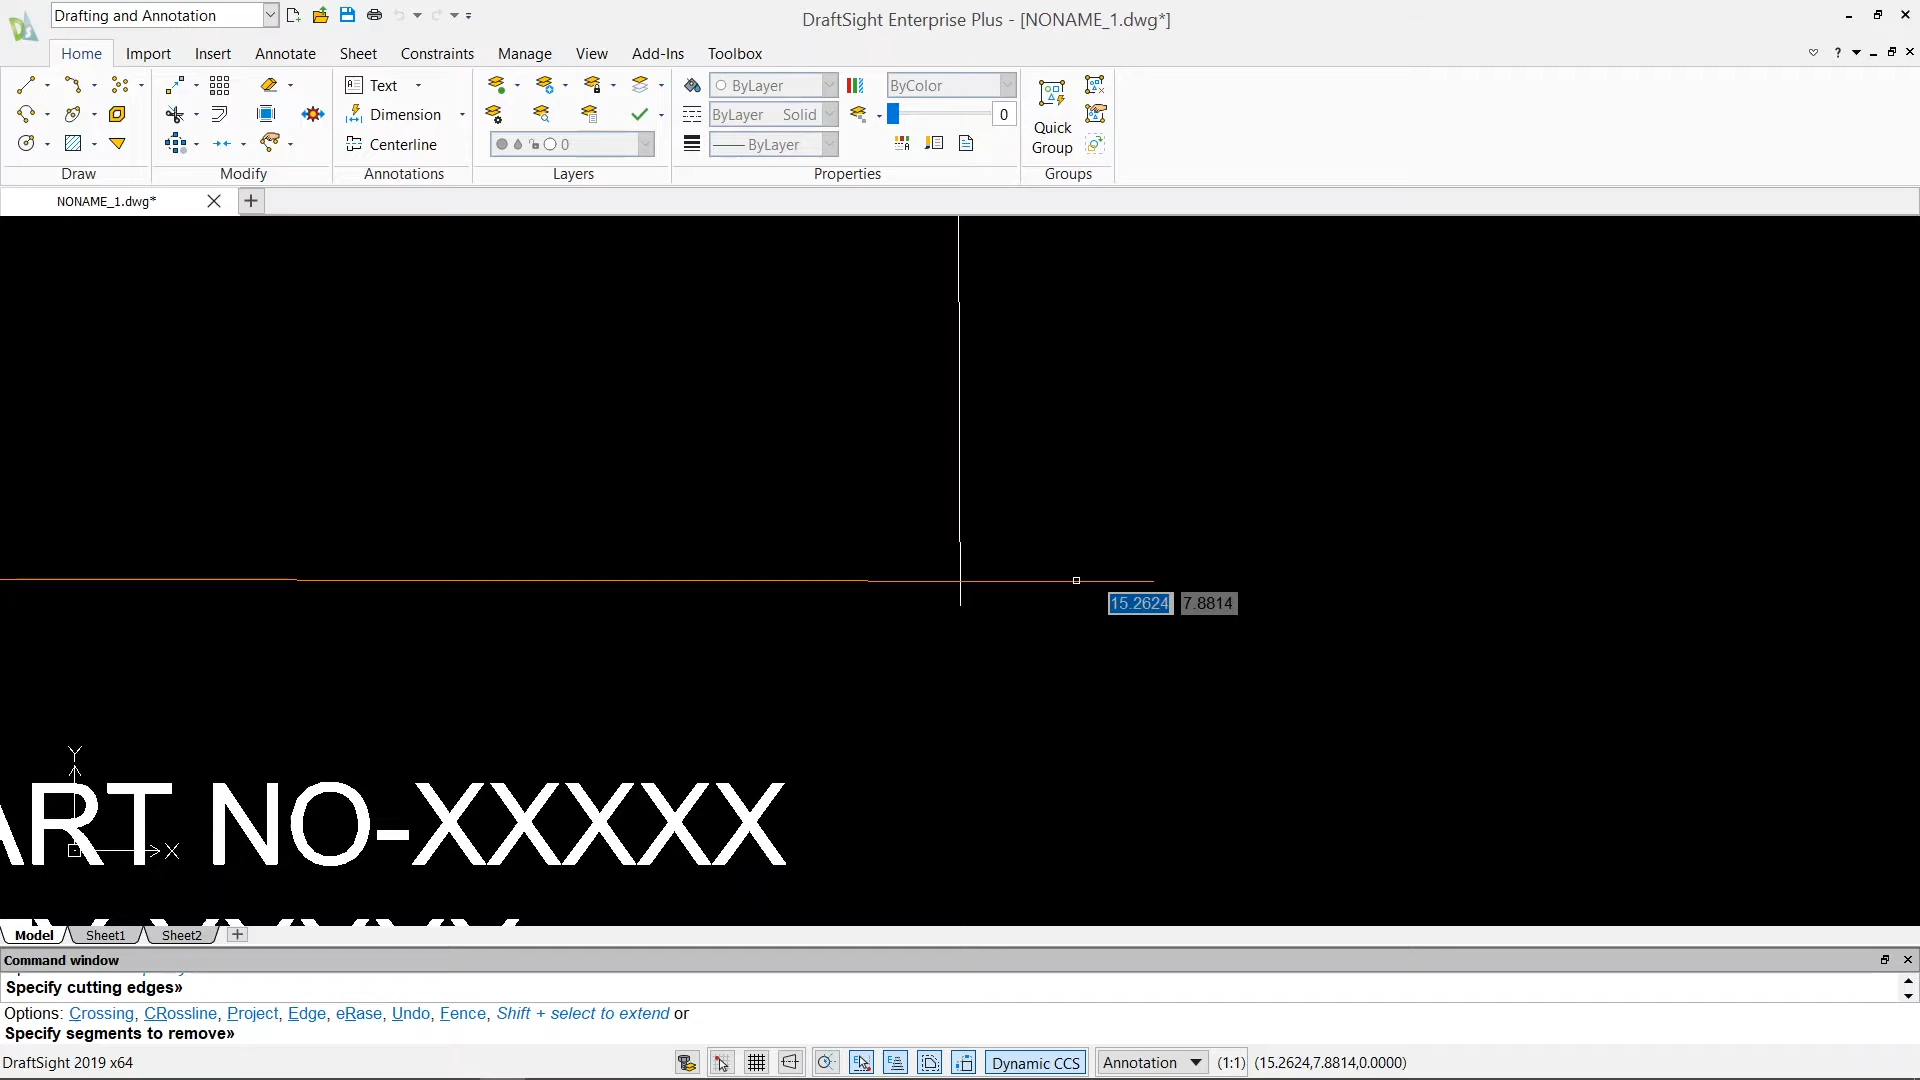 Drafting and Annotation
DraftSight Enterprise Plus - [NONAME_1.dwg*]
Home Import Insert Annotate Sheet Constraints Manage View Add-Ins Toolbox
Text
Dimension
Centerline
0
ByLayer
ByLayer Solid
ByLayer
ByColor
0
Quick
Group
Draw Modify Annotations Layers Properties Groups
NONAME_1.dwg*
15.2624 7.8814
Y
X
ART NO-XXXXX
Model Sheet1 Sheet2
Command window
Specify cutting edges»
Options: Crossing, CRossline, Project, Edge, eRase, Undo, Fence, Shift + select to extend or
Specify segments to remove»
DraftSight 2019 x64
Dynamic CCS Annotation (1:1) (15.2624,7.8814,0.0000)